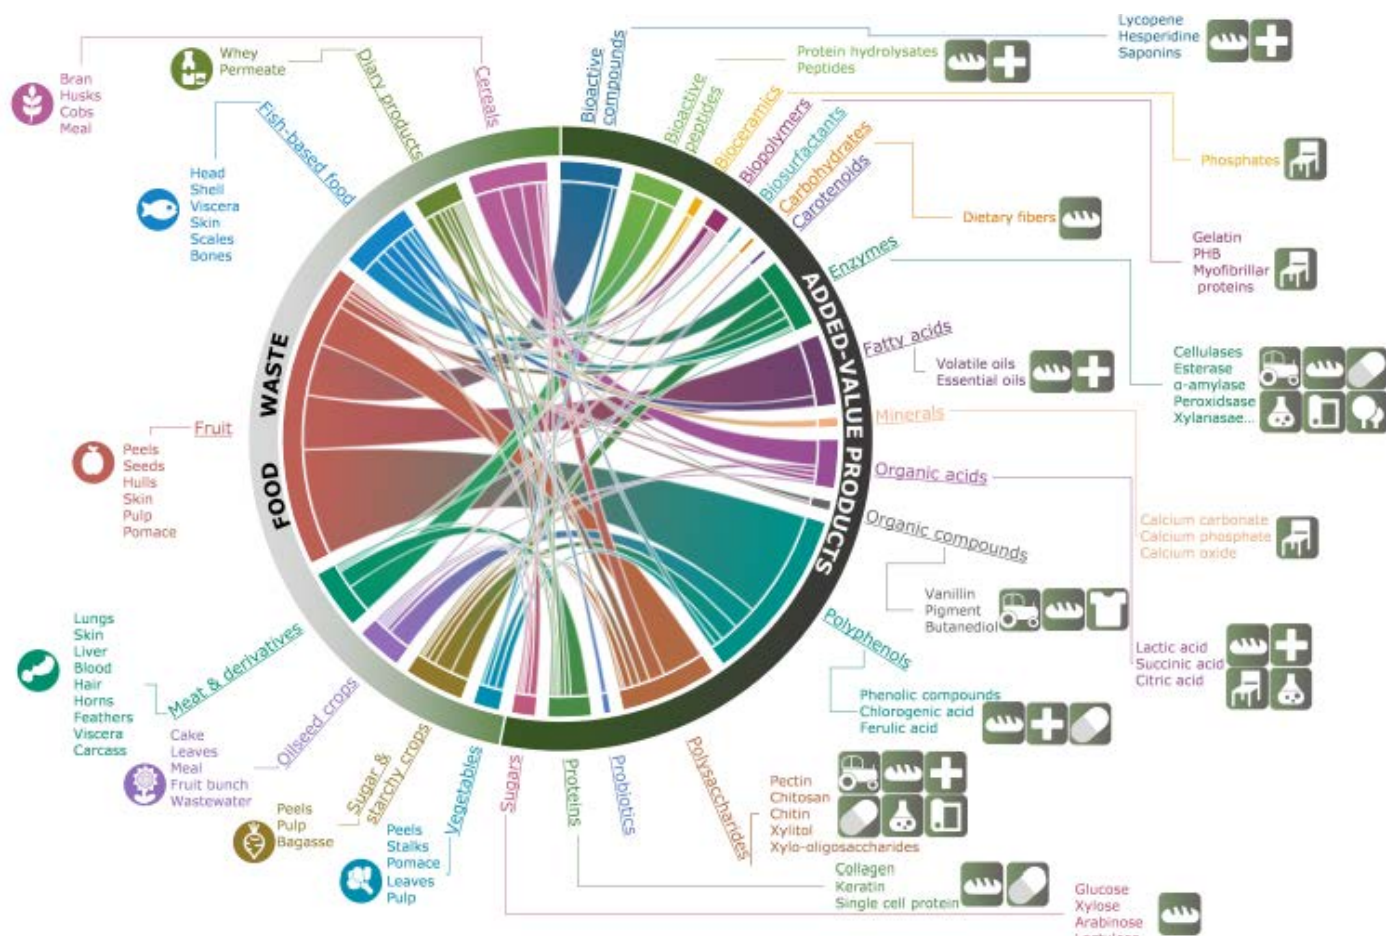 Bran
Husks
Cobs
Meal
Whey
Permeate
Diary products
Cereals
Fish-based food
Head
Shell
Viscera
Skin
Scales
Bones
FOOD WASTE
Fruit
Peels
Seeds
Hulls
Skin
Pulp
Pomace
Lungs
Skin
Liver
Blood
Hair
Horns
Feathers
Viscera
Carcass
Meat & derivatives
Cake
Leaves
Meal
Fruit bunch
Wastewater
Oilseed crops
Peels
Pulp
Bagasse
Sugar &
starchy crops
Peels
Stalks
Pomace
Leaves
Pulp
Vegetables
ADDED-VALUE PRODUCTS
Bioactive
compounds
Lycopene
Hesperidine
Saponins
Bioactive
peptides
Protein hydrolysates
Peptides
Bioceramics
Phosphates
Biopolymers
Gelatin
PHB
Myofibrillar
proteins
Biosurfactants
Carbohydrates
Dietary fibers
Carotenoids
Enzymes
Cellulases
Esterase
α-amylase
Peroxidsase
Xylanasae...
Fatty acids
Volatile oils
Essential oils
Minerals
Calcium carbonate
Calcium phosphate
Calcium oxide
Organic acids
Lactic acid
Succinic acid
Citric acid
Organic compounds
Vanillin
Pigment
Butanediol
Polyphenols
Phenolic compounds
Chlorogenic acid
Ferulic acid
Polysaccharides
Pectin
Chitosan
Chitin
Xylitol
Xylo-oligosaccharides
Probiotics
Proteins
Collagen
Keratin
Single cell protein
Sugars
Glucose
Xylose
Arabinose